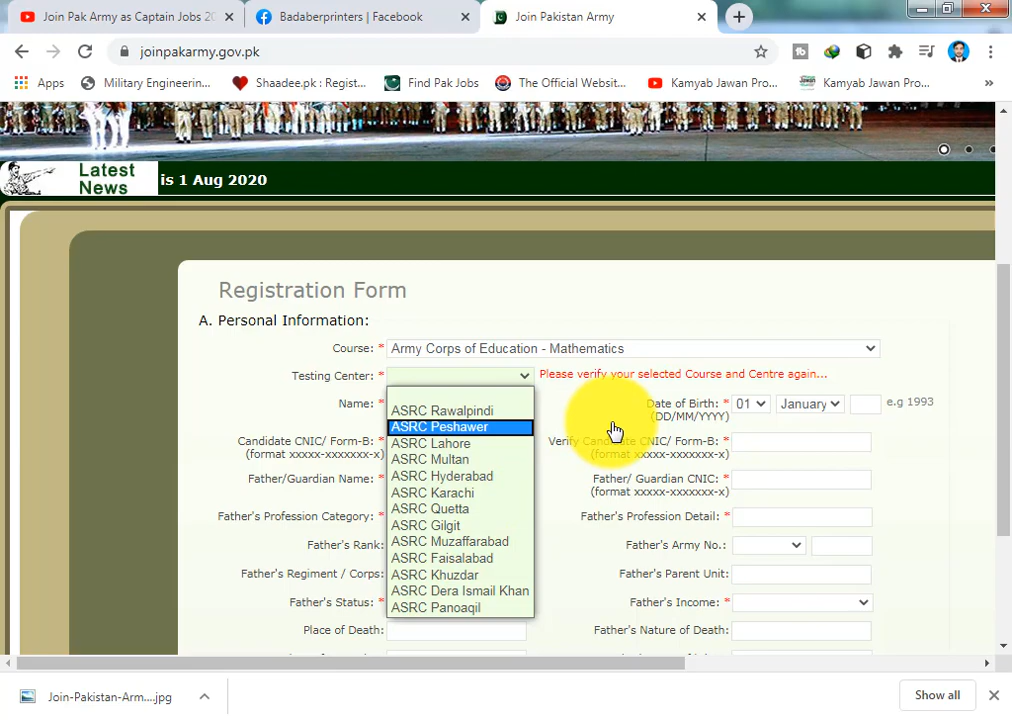 Join Pak Army as Captain Jobs 20
Badaberprinters | Facebook
Join Pakistan Army
joinpakarmy.gov.pk
Apps
Military Engineerin...
Shaadee.pk : Regist...
Find Pak Jobs
The Official Websit...
Kamyab Jawan Pro...
Kamyab Jawan Pro...
»
Latest
News
is 1 Aug 2020
Registration Form
A. Personal Information:
Course: * Army Corps of Education - Mathematics
Testing Center: * Please verify your selected Course and Centre again...
Name: *
Date of Birth: * 01 January e.g 1993
(DD/MM/YYYY)
ASRC Rawalpindi
ASRC Peshawer
ASRC Lahore
ASRC Multan
ASRC Hyderabad
ASRC Karachi
ASRC Quetta
ASRC Gilgit
ASRC Muzaffarabad
ASRC Faisalabad
ASRC Khuzdar
ASRC Dera Ismail Khan
ASRC Panoaqil
Candidate CNIC/ Form-B: *
(format xxxxx-xxxxxxx-x)
Verify Candidate CNIC/ Form-B: *
(format xxxxx-xxxxxxx-x)
Father/Guardian Name: *
Father/ Guardian CNIC: *
(format xxxxx-xxxxxxx-x)
Father's Profession Category: *
Father's Profession Detail: *
Father's Rank:
Father's Army No.:
Father's Regiment / Corps:
Father's Parent Unit:
Father's Status: *
Father's Income: *
Place of Death:
Father's Nature of Death:
Join-Pakistan-Arm....jpg
Show all